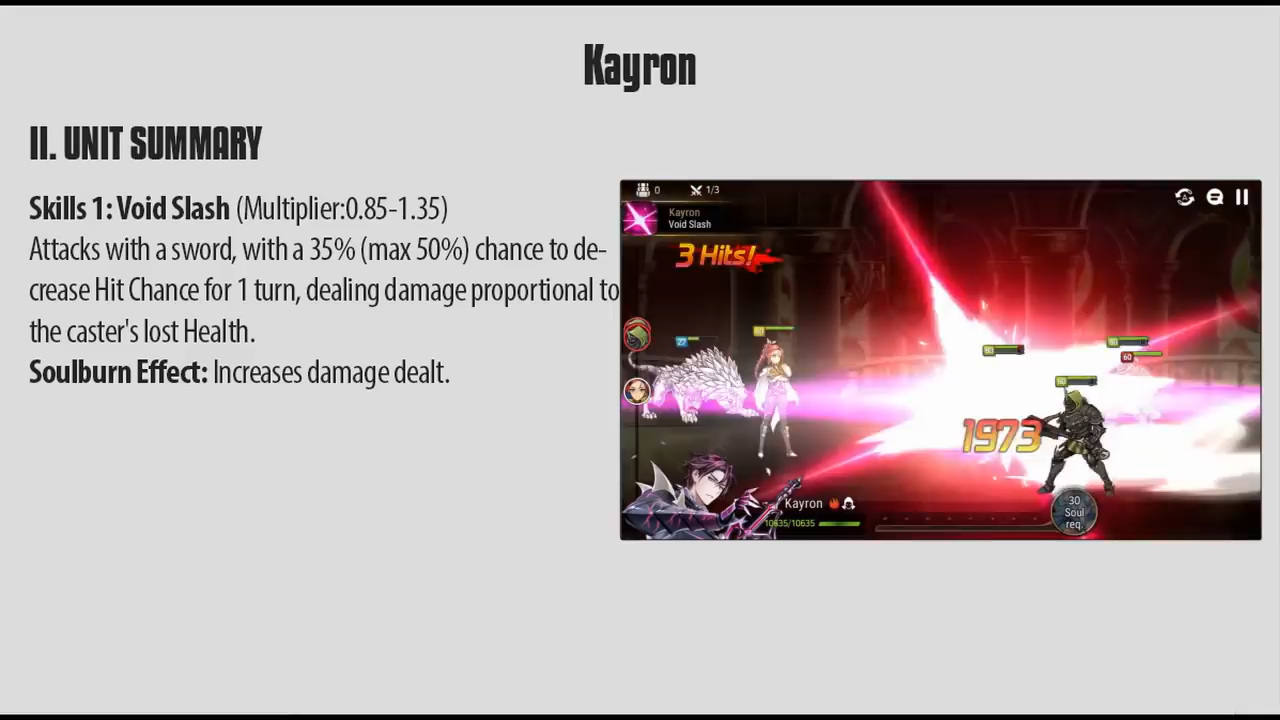 Kayron
II. UNIT SUMMARY
Skills 1: Void Slash (Multiplier:0.85-1.35)
Attacks with a sword, with a 35% (max 50%) chance to de-
crease Hit Chance for 1 turn, dealing damage proportional to
the caster's lost Health.
Soulburn Effect: Increases damage dealt.
0
1/3
Kayron
Void Slash
3 Hits!
60
1973
Kayron
10635/10635
30
Soul
req.